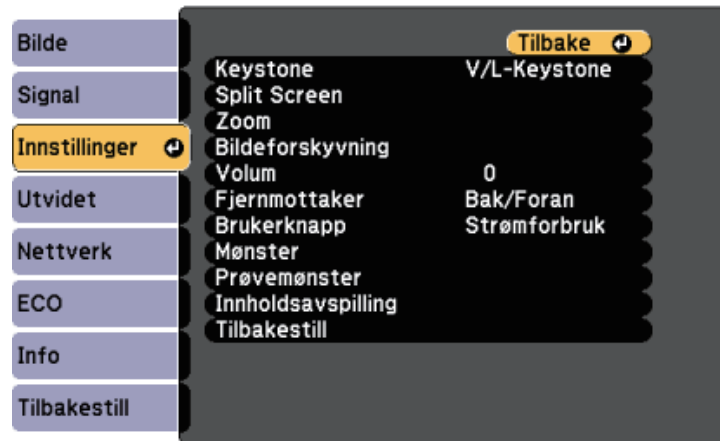 Bilde
Signal
Innstillinger
Utvidet
Nettverk
ECO
Info
Tilbakestill
Tilbake
Keystone V/L-Keystone
Split Screen
Zoom
Bildeforskyvning
Volum 0
Fjernmottaker Bak/Foran
Brukerknapp Strømforbruk
Mønster
Prøvemønster
Innholdsavspilling
Tilbakestill